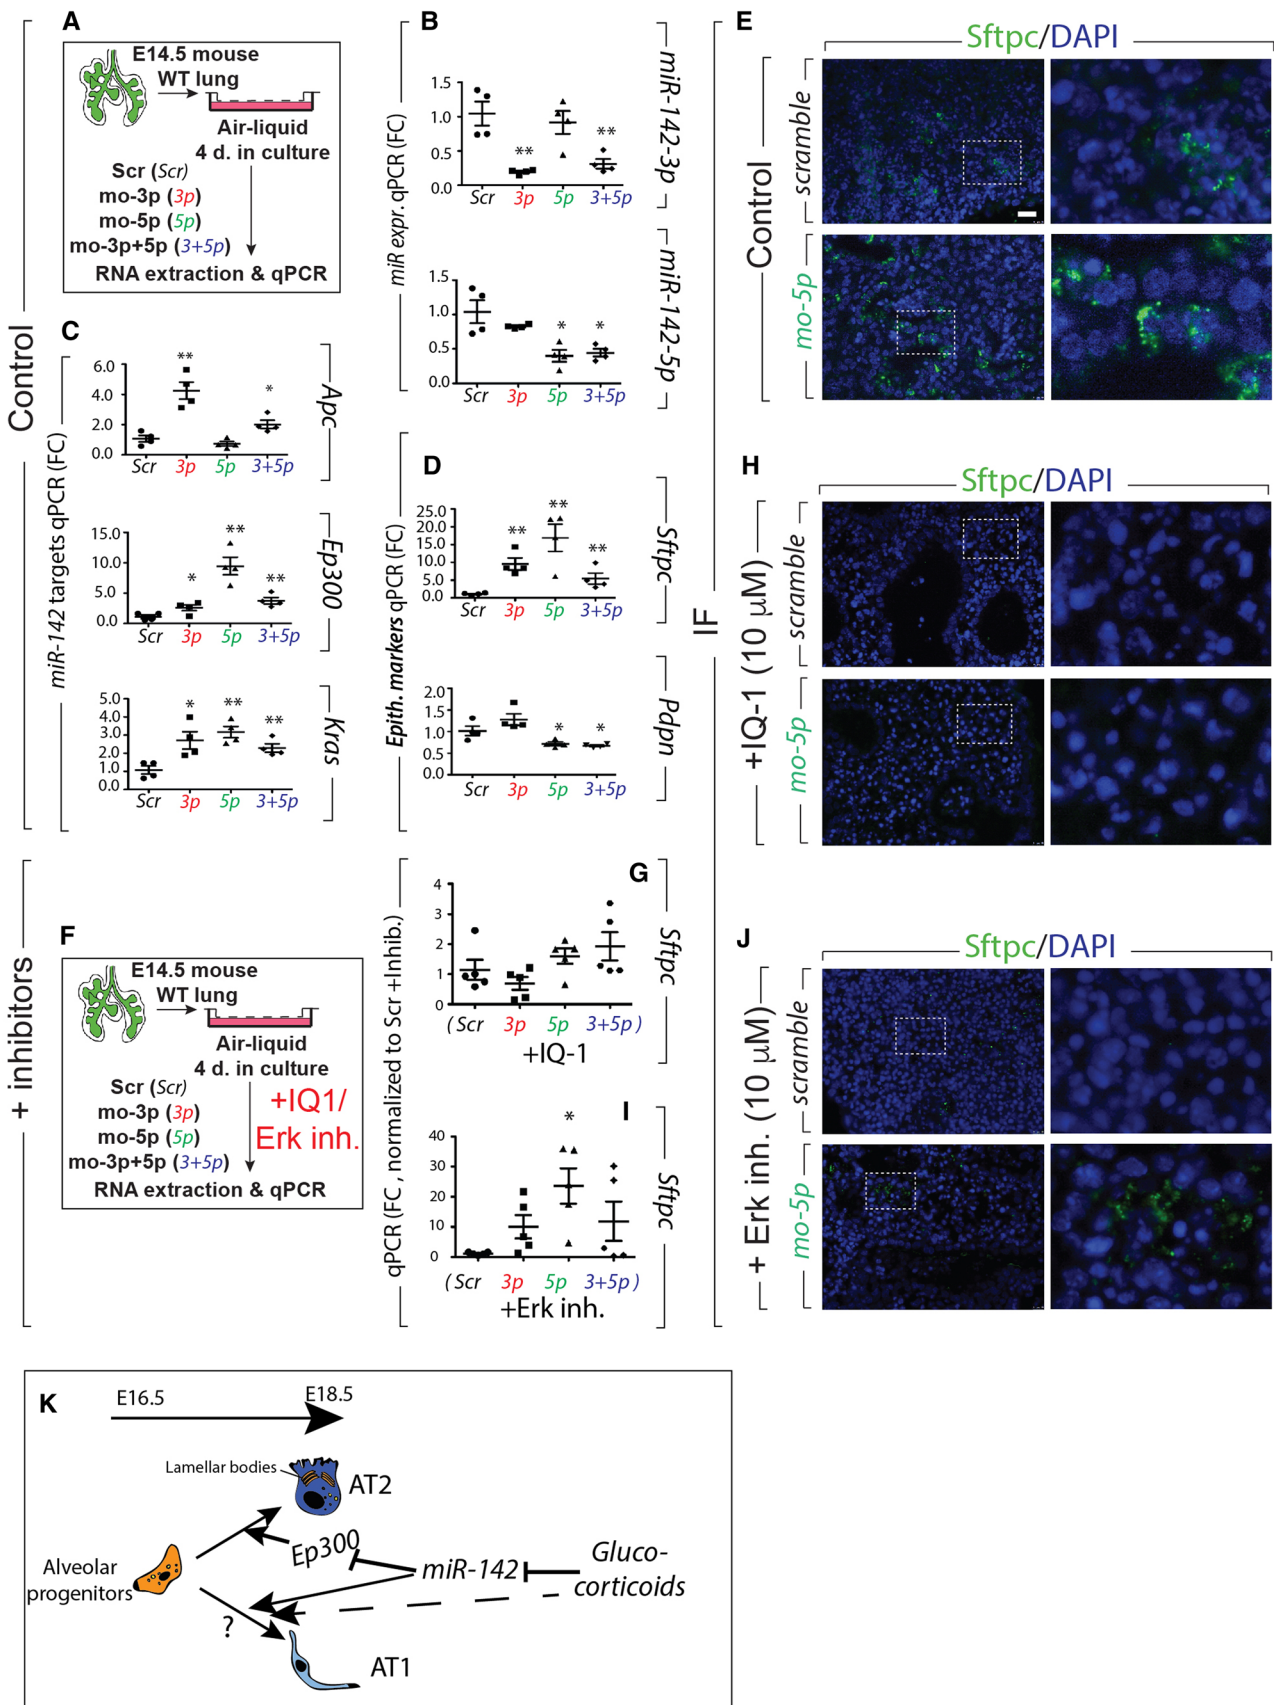 Control
+ inhibitors
A
E14.5 mouse
WT lung
Air-liquid
4 d. in culture
Scr (Scr)
mo-3p (3p)
mo-5p (5p)
mo-3p+5p (3+5p)
RNA extraction & qPCR
B
miR expr. qPCR (FC)
1.5
1.0
0.5
0.0
**
**
Scr 3p 5p 3+5p
miR-142-3p
1.5
1.0
0.5
0.0
*
*
Scr 3p 5p 3+5p
miR-142-5p
C
miR-142 targets qPCR (FC)
6.0
4.0
2.0
0.0
**
*
Scr 3p 5p 3+5p
Apc
15.0
10.0
5.0
0.0
*
**
**
Scr 3p 5p 3+5p
Ep300
5.0
4.0
3.0
2.0
1.0
0.0
*
**
**
Scr 3p 5p 3+5p
Kras
D
Epith. markers qPCR (FC)
25.0
20.0
15.0
10.0
5.0
0.0
**
**
**
Scr 3p 5p 3+5p
Sftpc
2.0
1.5
1.0
0.5
0.0
*
*
Scr 3p 5p 3+5p
Pdpn
IF
E
Sftpc/DAPI
Control
scramble
mo-5p
F
E14.5 mouse
WT lung
Air-liquid
4 d. in culture
Scr (Scr)
mo-3p (3p)
mo-5p (5p)
mo-3p+5p (3+5p)
+IQ1/
Erk inh.
RNA extraction & qPCR
qPCR (FC , normalized to Scr +Inhib.)
G
4
3
2
1
0
(Scr 3p 5p 3+5p)
+IQ-1
Sftpc
H
Sftpc/DAPI
+IQ-1 (10 µM)
scramble
mo-5p
I
40
30
20
10
0
*
(Scr 3p 5p 3+5p)
+Erk inh.
Sftpc
J
Sftpc/DAPI
+ Erk inh. (10 µM)
scramble
mo-5p
K
E16.5
E18.5
Lamellar bodies
AT2
Alveolar
progenitors
Ep300
miR-142
Gluco-
corticoids
?
AT1